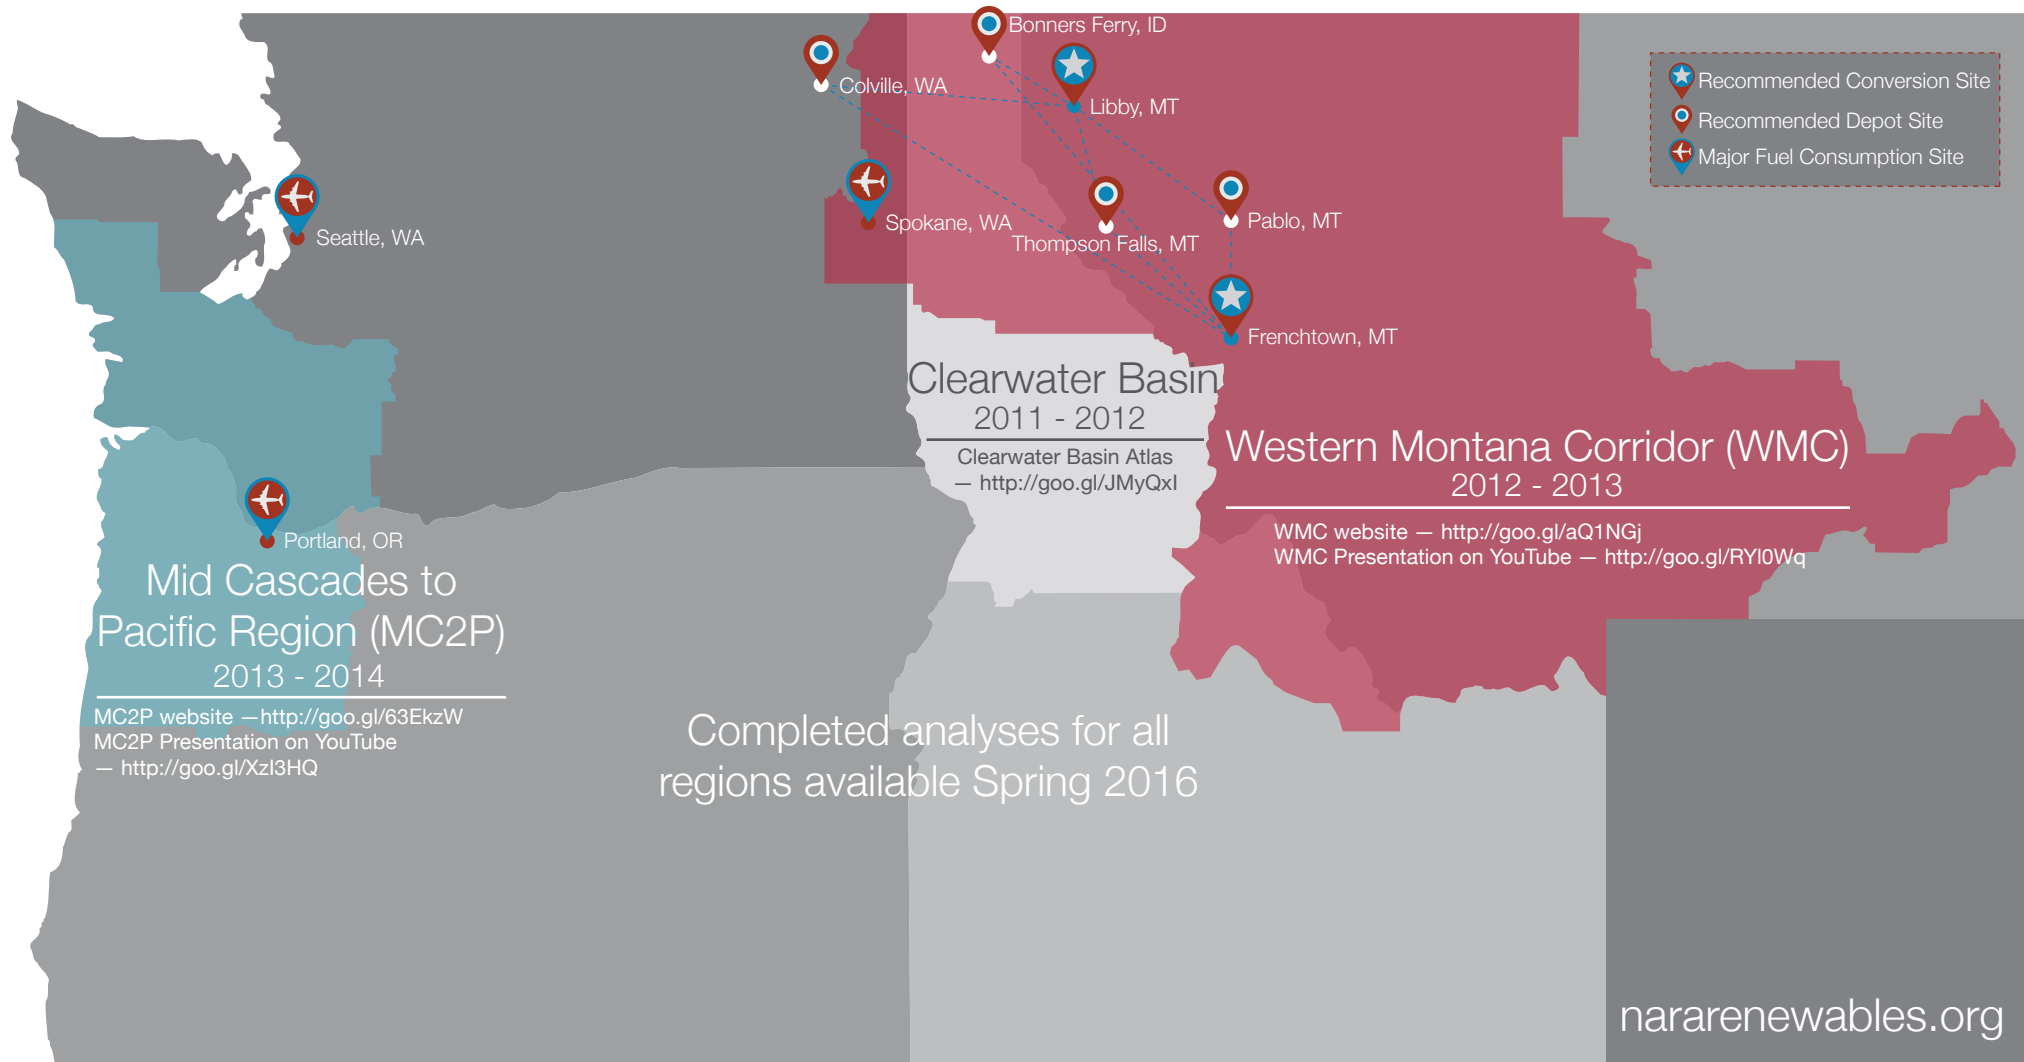 Bonners Ferry, ID
Colville, WA
Libby, MT
Recommended Conversion Site
Recommended Depot Site
Major Fuel Consumption Site
Seattle, WA
Spokane, WA
Thompson Falls, MT
Pablo, MT
Frenchtown, MT
Clearwater Basin
2011 - 2012
Clearwater Basin Atlas
— http://goo.gl/JMyQxI
Western Montana Corridor (WMC)
2012 - 2013
WMC website — http://goo.gl/aQ1NGj
WMC Presentation on YouTube — http://goo.gl/RYl0Wq
Portland, OR
Mid Cascades to
Pacific Region (MC2P)
2013 - 2014
MC2P website —http://goo.gl/63EkzW
MC2P Presentation on YouTube
— http://goo.gl/XzI3HQ
Completed analyses for all
regions available Spring 2016
nararenewables.org